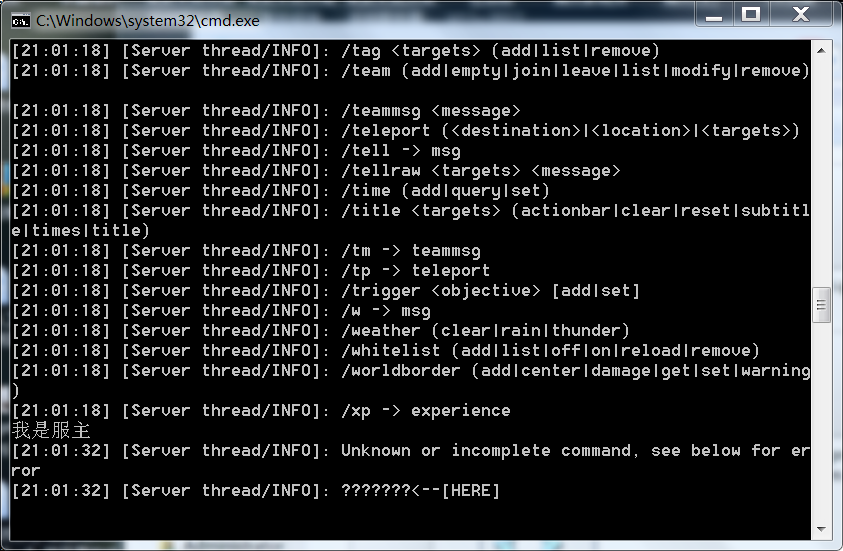 C:\Windows\system32\cmd.exe
[21:01:18] [Server thread/INFO]: /tag <targets> (add|list|remove)
[21:01:18] [Server thread/INFO]: /team (add|empty|join|leave|list|modify|remove)
[21:01:18] [Server thread/INFO]: /teammsg <message>
[21:01:18] [Server thread/INFO]: /teleport (<destination>|<location>|<targets>)
[21:01:18] [Server thread/INFO]: /tell -> msg
[21:01:18] [Server thread/INFO]: /tellraw <targets> <message>
[21:01:18] [Server thread/INFO]: /time (add|query|set)
[21:01:18] [Server thread/INFO]: /title <targets> (actionbar|clear|reset|subtitl
e|times|title)
[21:01:18] [Server thread/INFO]: /tm -> teammsg
[21:01:18] [Server thread/INFO]: /tp -> teleport
[21:01:18] [Server thread/INFO]: /trigger <objective> [add|set]
[21:01:18] [Server thread/INFO]: /w -> msg
[21:01:18] [Server thread/INFO]: /weather (clear|rain|thunder)
[21:01:18] [Server thread/INFO]: /whitelist (add|list|off|on|reload|remove)
[21:01:18] [Server thread/INFO]: /worldborder (add|center|damage|get|set|warning
)
[21:01:18] [Server thread/INFO]: /xp -> experience
我是服主
[21:01:32] [Server thread/INFO]: Unknown or incomplete command, see below for er
ror
[21:01:32] [Server thread/INFO]: ???????<--[HERE]